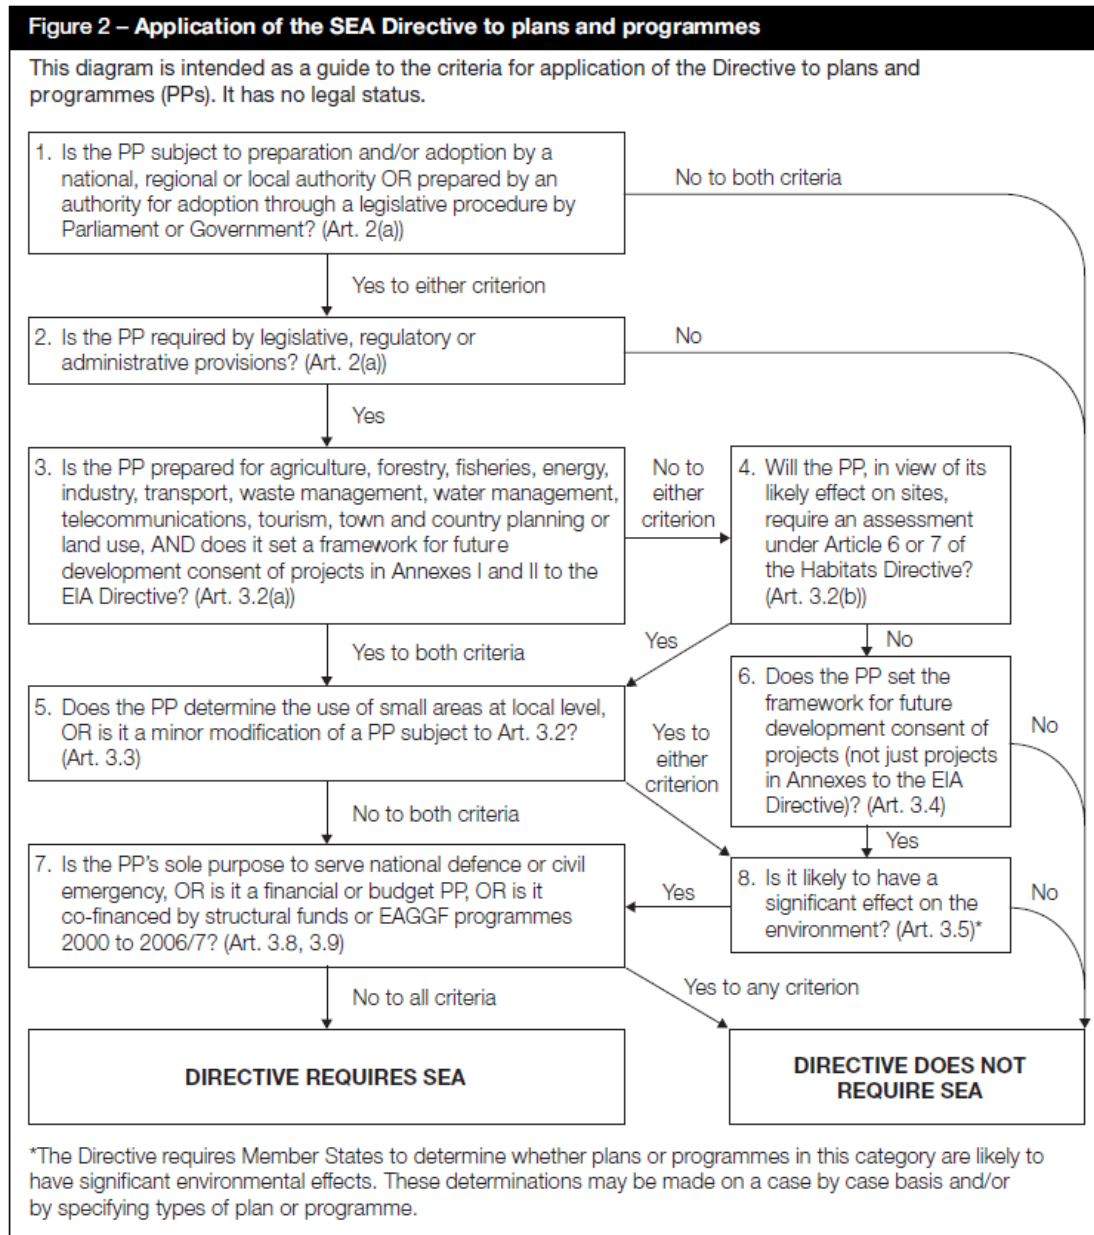 Figure 2 – Application of the SEA Directive to plans and programmes
This diagram is intended as a guide to the criteria for application of the Directive to plans and
programmes (PPs). It has no legal status.
1. Is the PP subject to preparation and/or adoption by a
national, regional or local authority OR prepared by an
authority for adoption through a legislative procedure by
Parliament or Government? (Art. 2(a))
No to both criteria
Yes to either criterion
2. Is the PP required by legislative, regulatory or
administrative provisions? (Art. 2(a))
No
Yes
3. Is the PP prepared for agriculture, forestry, fisheries, energy,
industry, transport, waste management, water management,
telecommunications, tourism, town and country planning or
land use, AND does it set a framework for future
development consent of projects in Annexes I and II to the
EIA Directive? (Art. 3.2(a))
No to
either
criterion
4. Will the PP, in view of its
likely effect on sites,
require an assessment
under Article 6 or 7 of
the Habitats Directive?
(Art. 3.2(b))
Yes to both criteria
Yes
No
5. Does the PP determine the use of small areas at local level,
OR is it a minor modification of a PP subject to Art. 3.2?
(Art. 3.3)
Yes to
either
criterion
6. Does the PP set the
framework for future
development consent of
projects (not just projects
in Annexes to the EIA
Directive)? (Art. 3.4)
No
No to both criteria
Yes
7. Is the PP's sole purpose to serve national defence or civil
emergency, OR is it a financial or budget PP, OR is it
co-financed by structural funds or EAGGF programmes
2000 to 2006/7? (Art. 3.8, 3.9)
Yes
8. Is it likely to have a
significant effect on the
environment? (Art. 3.5)*
No
No to all criteria
Yes to any criterion
DIRECTIVE REQUIRES SEA
DIRECTIVE DOES NOT
REQUIRE SEA
*The Directive requires Member States to determine whether plans or programmes in this category are likely to
have significant environmental effects. These determinations may be made on a case by case basis and/or
by specifying types of plan or programme.